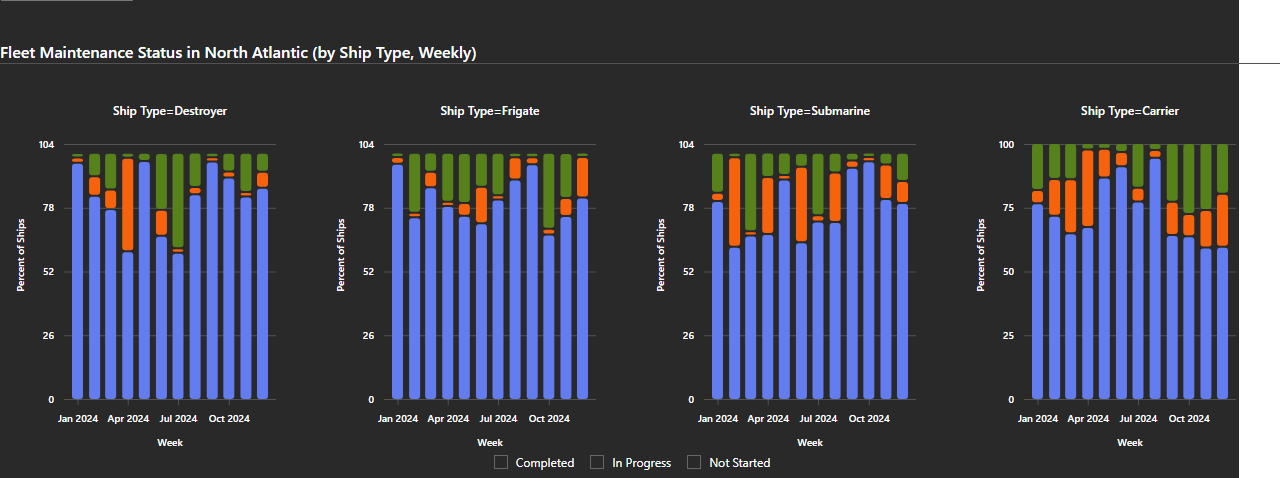 Fleet Maintenance Status in North Atlantic (by Ship Type, Weekly)
Ship Type=Destroyer
104
78
52
26
0
Percent of Ships
Jan 2024 Apr 2024 Jul 2024 Oct 2024
Week
Ship Type=Frigate
104
78
52
26
0
Percent of Ships
Jan 2024 Apr 2024 Jul 2024 Oct 2024
Week
Ship Type=Submarine
104
78
52
26
0
Percent of Ships
Jan 2024 Apr 2024 Jul 2024 Oct 2024
Week
Ship Type=Carrier
100
75
50
25
0
Percent of Ships
Jan 2024 Apr 2024 Jul 2024 Oct 2024
Week
Completed In Progress Not Started